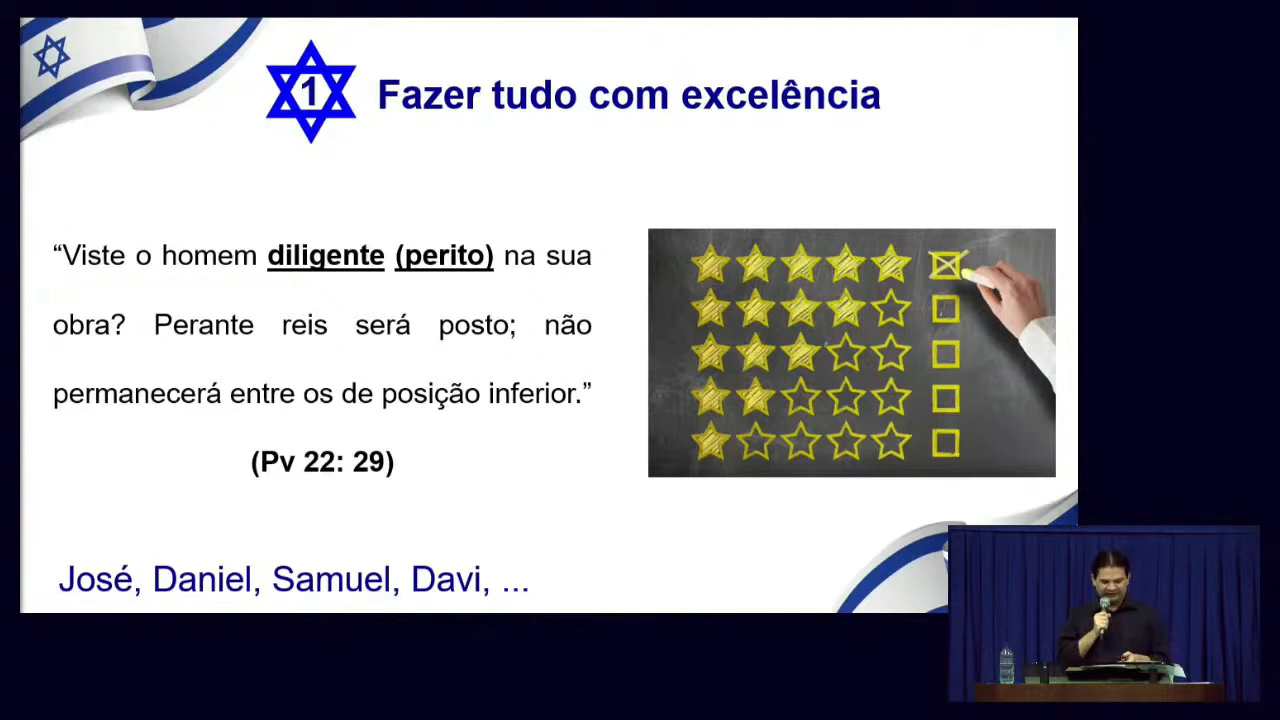 1
Fazer tudo com excelência
“Viste o homem diligente (perito) na sua
obra? Perante reis será posto; não
permanecerá entre os de posição inferior.”
(Pv 22: 29)
José, Daniel, Samuel, Davi, ...